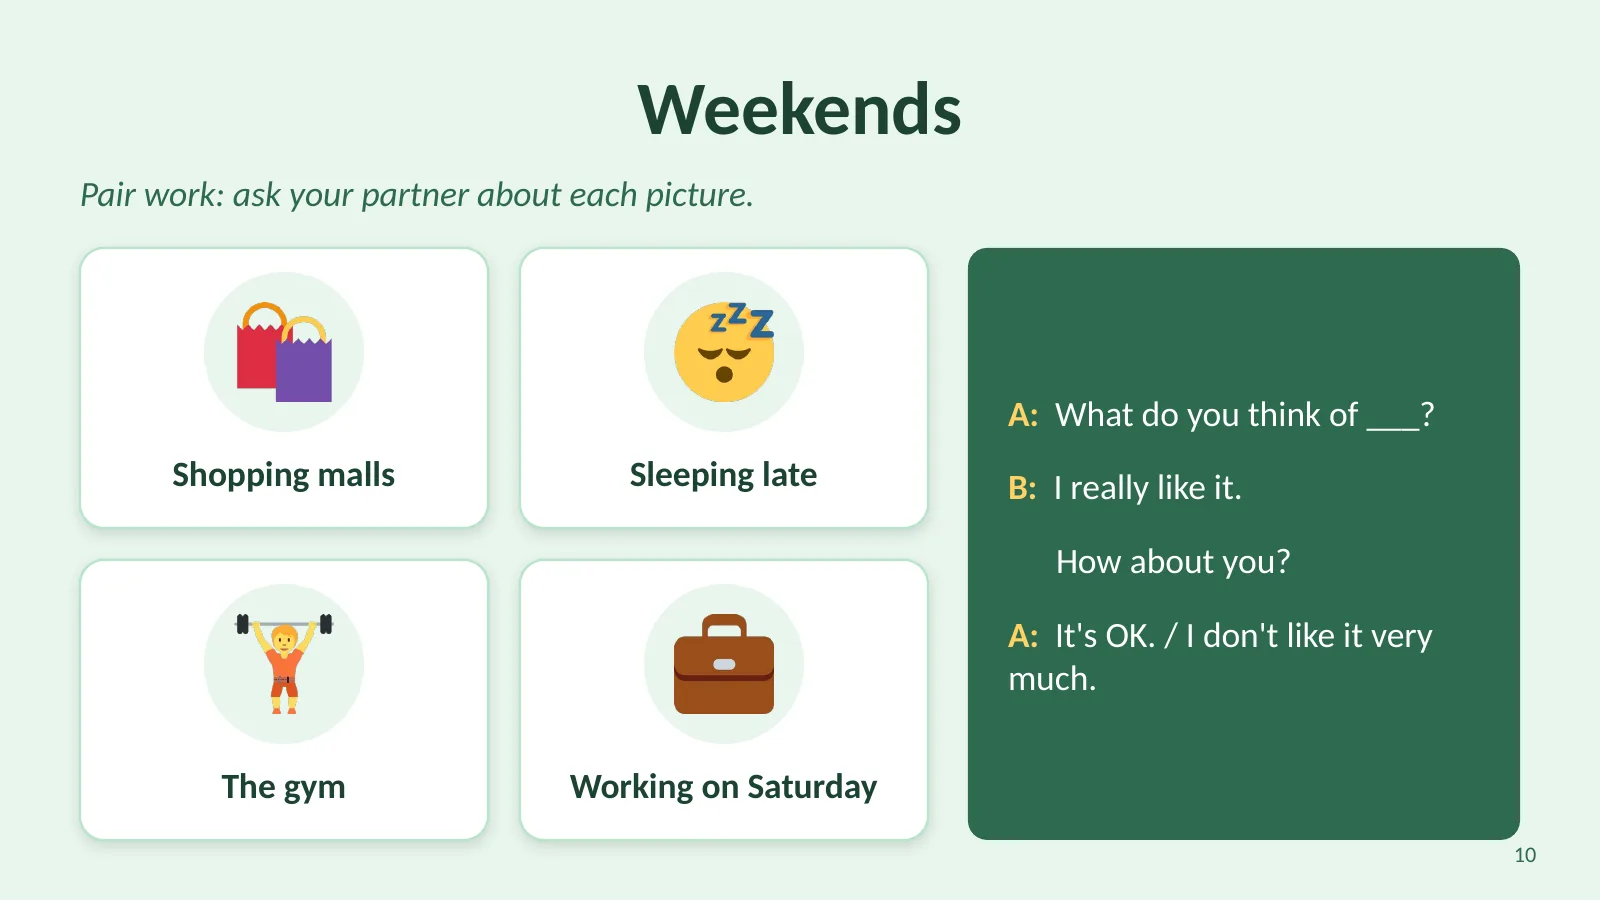 Weekends
Pair work: ask your partner about each picture.
Shopping malls
Sleeping late
The gym
Working on Saturday
A: What do you think of ___?
B: I really like it.
How about you?
A: It's OK. / I don't like it very
much.
10